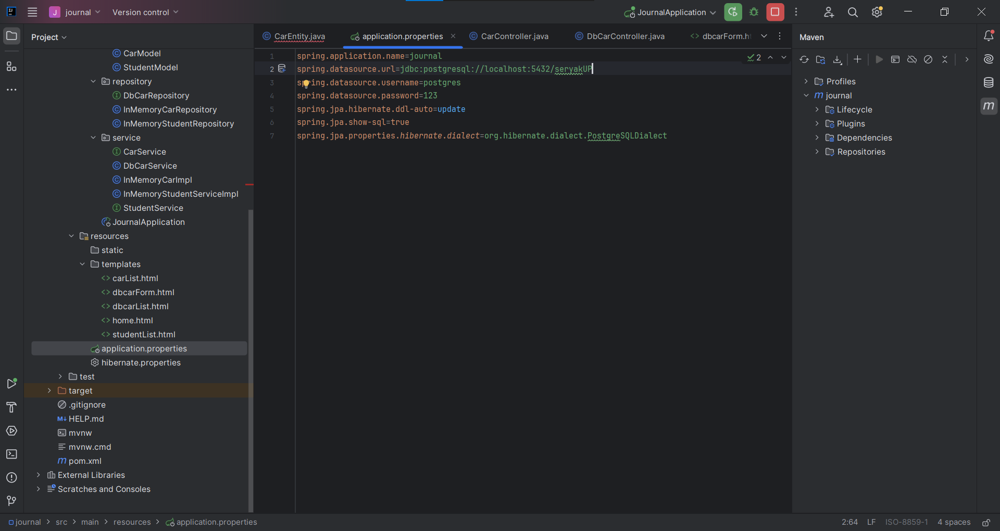 J journal
Version control
JournalApplication
Project
CarModel
StudentModel
repository
DbCarRepository
InMemoryCarRepository
InMemoryStudentRepository
service
CarService
DbCarService
InMemoryCarImpl
InMemoryStudentServiceImpl
StudentService
JournalApplication
resources
static
templates
carList.html
dbcarForm.html
dbcarList.html
home.html
studentList.html
application.properties
hibernate.properties
test
target
.gitignore
HELP.md
mvnw
mvnw.cmd
pom.xml
External Libraries
Scratches and Consoles
CarEntity.java
application.properties
CarController.java
DbCarController.java
dbcarForm.ht
1 spring.application.name=journal
2 spring.datasource.url=jdbc:postgresql://localhost:5432/seryakUP
3 spring.datasource.username=postgres
4 spring.datasource.password=123
5 spring.jpa.hibernate.ddl-auto=update
6 spring.jpa.show-sql=true
7 spring.jpa.properties.hibernate.dialect=org.hibernate.dialect.PostgreSQLDialect
2
Maven
Profiles
journal
Lifecycle
Plugins
Dependencies
Repositories
journal > src > main > resources > application.properties
2:64 LF ISO-8859-1 4 spaces